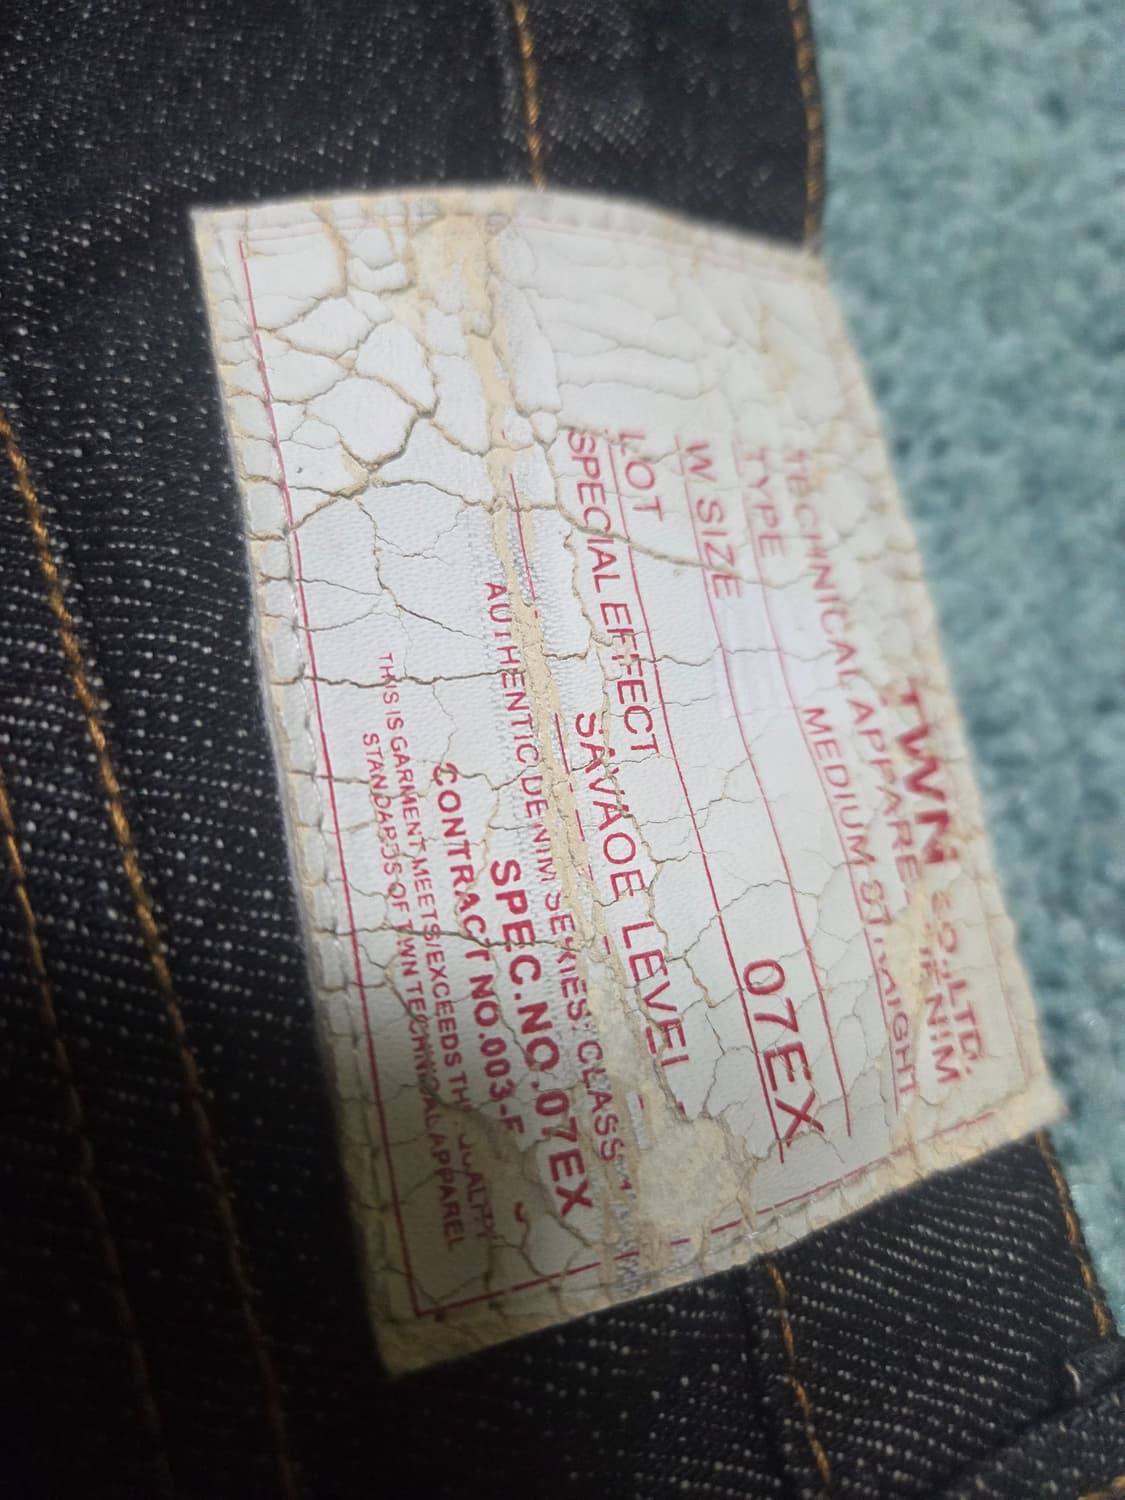 TWN CO.,LTD.
TECHNICAL APPAREL DENIM
TYPE MEDIUM STRAIGHT
W SIZE
LOT 07EX
SPECIAL EFFECT
SAVAOE LEVEL
AUTHENTIC DENIM SERIES: CLASS
SPEC.NO.07EX
CONTRACT NO.003-F
THIS IS GARMENT MEETS/EXCEEDS THE QUALITY
STANDARDS OF TWN TECHNICAL APPAREL